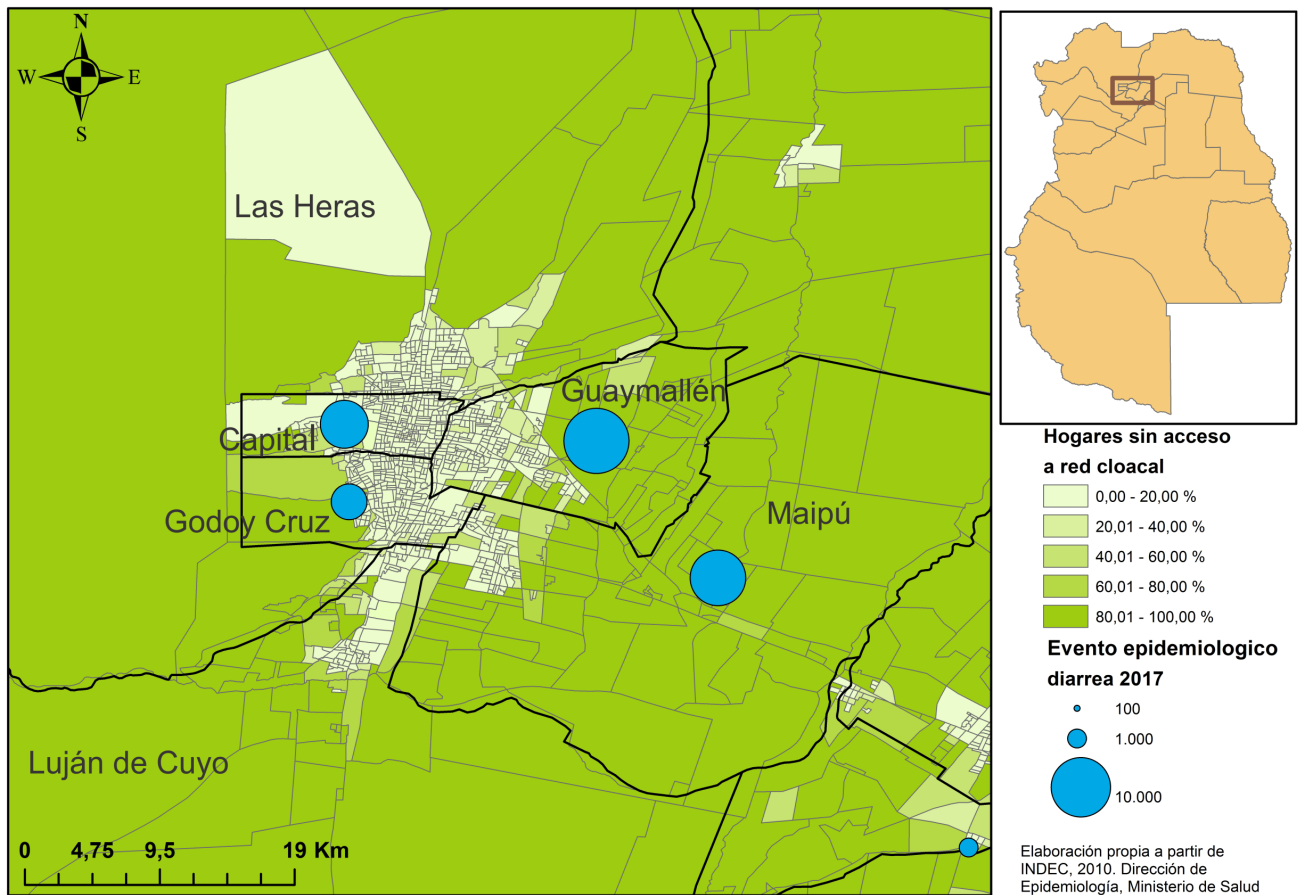 N
W E
S
Las Heras
Guaymallén
Capital
Godoy Cruz
Maipú
Luján de Cuyo
0 4,75 9,5 19 Km
Hogares sin acceso
a red cloacal
0,00 - 20,00 %
20,01 - 40,00 %
40,01 - 60,00 %
60,01 - 80,00 %
80,01 - 100,00 %
Evento epidemiologico
diarrea 2017
100
1.000
10.000
Elaboración propia a partir de
INDEC, 2010. Dirección de
Epidemiología, Ministerio de Salud